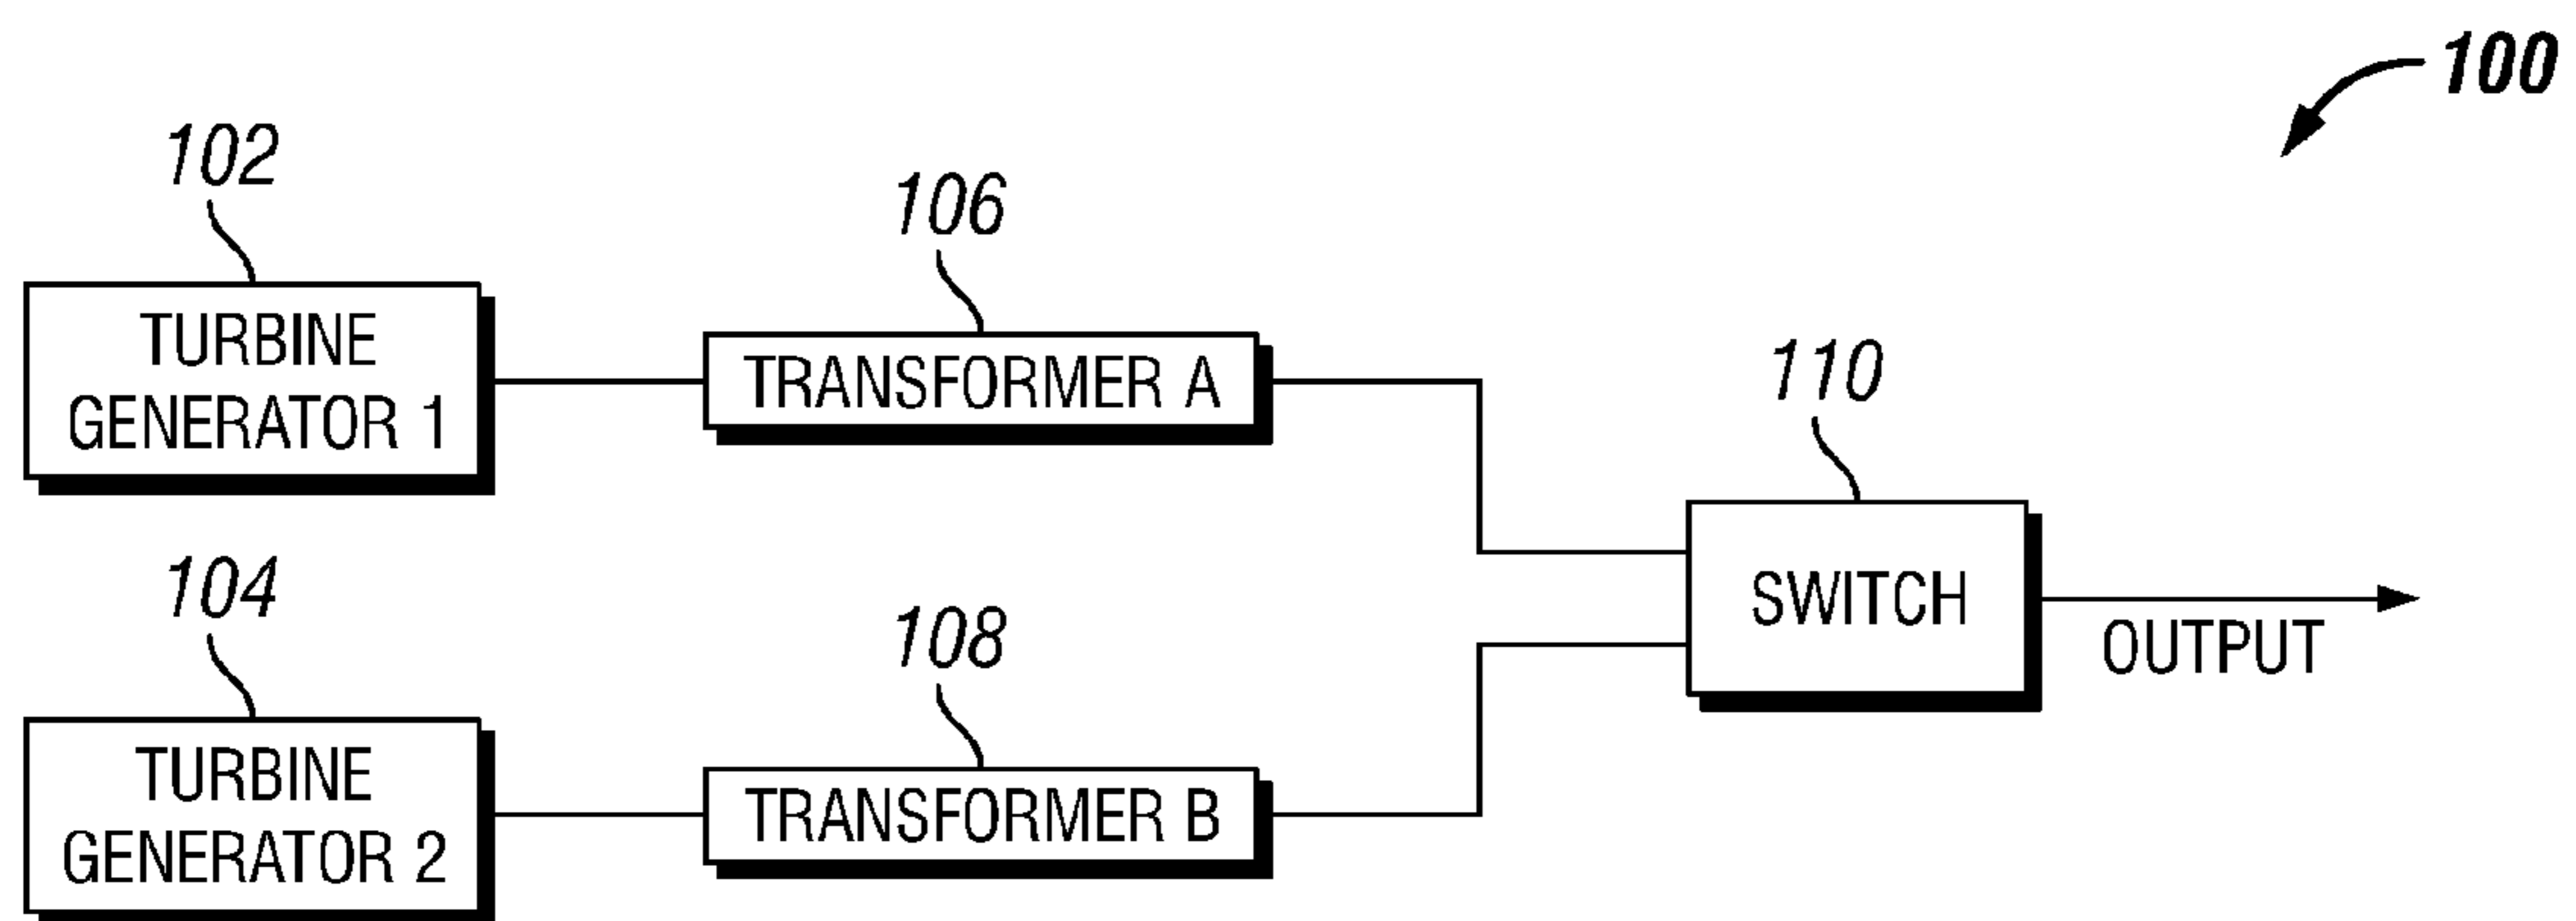 100
102
TURBINE
GENERATOR 1
106
TRANSFORMER A
110
SWITCH
OUTPUT
104
TURBINE
GENERATOR 2
108
TRANSFORMER B